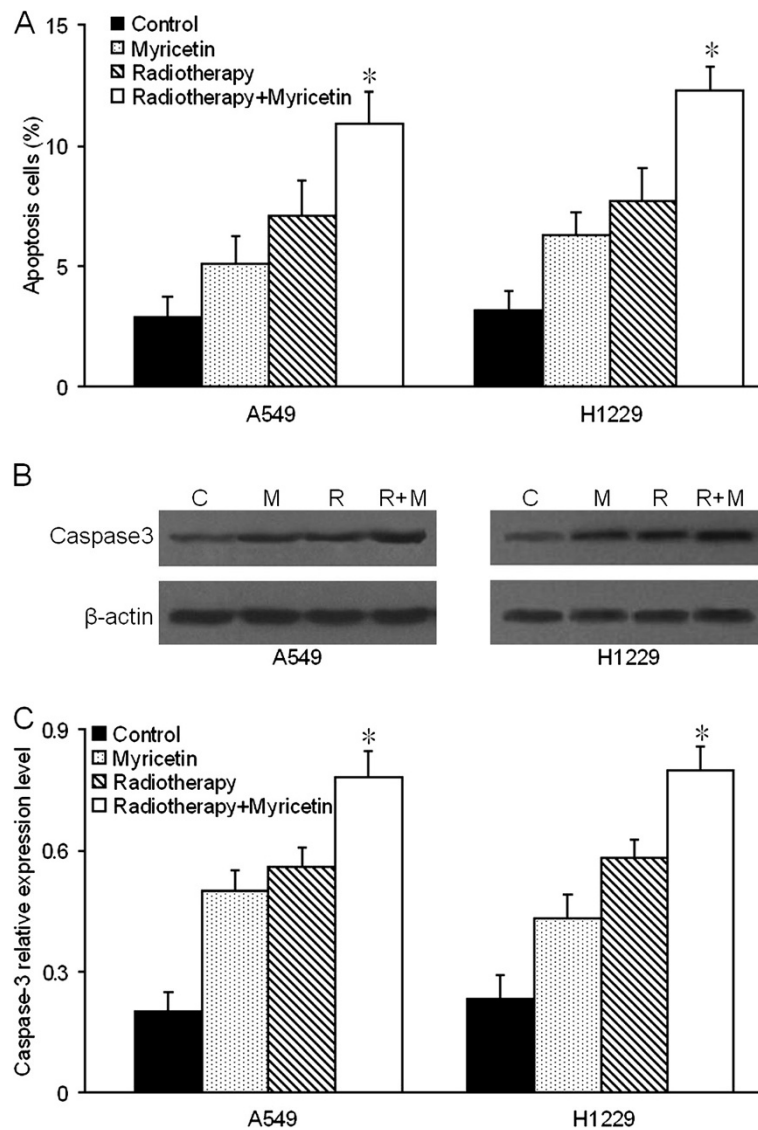 A
Control
Myricetin
Radiotherapy
Radiotherapy+Myricetin
*
*
15
10
5
0
Apoptosis cells (%)
A549
H1229
B
C M R R+M
C M R R+M
Caspase3
β-actin
A549
H1229
C
Control
Myricetin
Radiotherapy
Radiotherapy+Myricetin
*
*
0.9
0.6
0.3
0
Caspase-3 relative expression level
A549
H1229